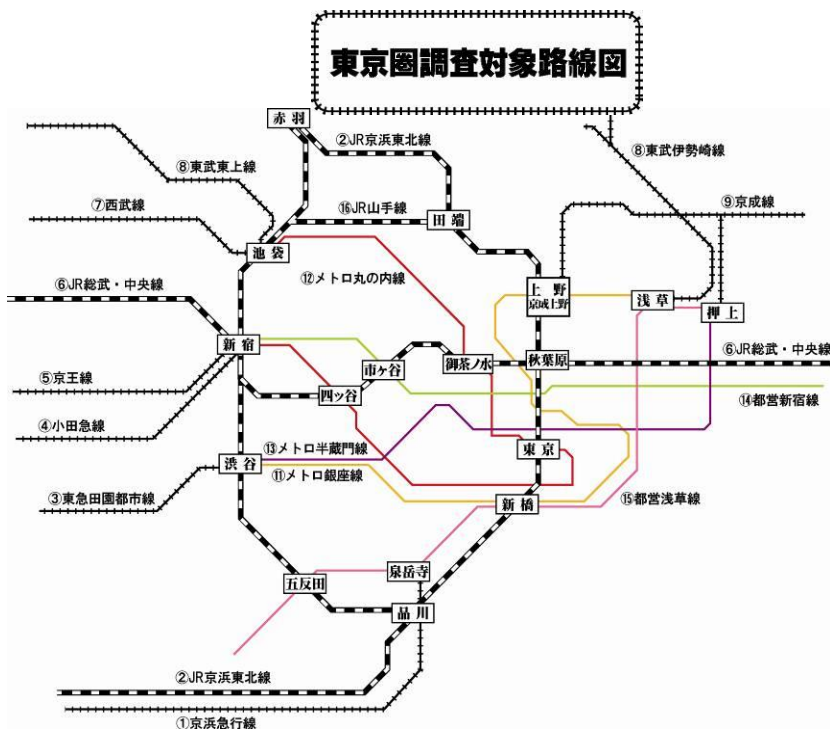 東京圏調査対象路線図
赤羽
②JR京浜東北線
⑧東武伊勢崎線
⑧東武東上線
⑨京成線
⑦西武線
⑯JR山手線
田端
池袋
⑫メトロ丸の内線
⑥JR総武・中央線
上野
京成上野
浅草
押上
新宿
⑥JR総武・中央線
市ヶ谷
御茶ノ水
秋葉原
⑤京王線
四ッ谷
⑭都営新宿線
④小田急線
⑬メトロ半蔵門線
東京
渋谷
⑪メトロ銀座線
③東急田園都市線
新橋
⑮都営浅草線
泉岳寺
五反田
品川
②JR京浜東北線
①京浜急行線